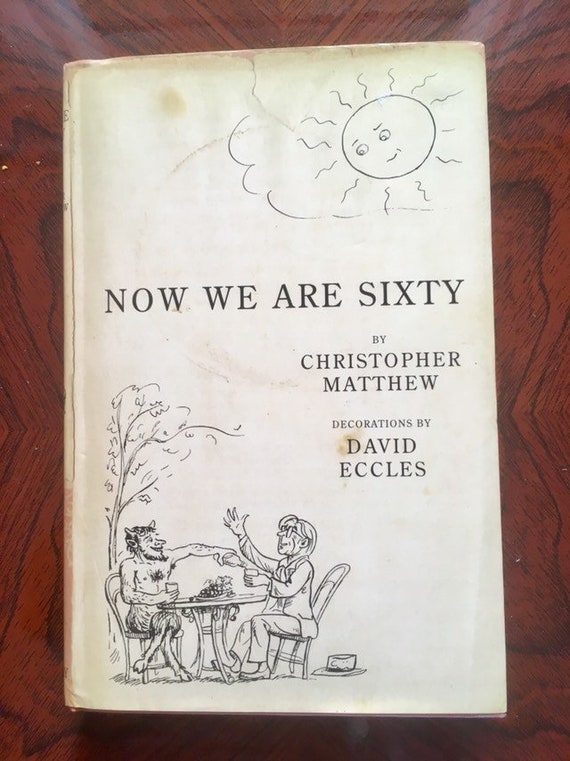 NOW WE ARE SIXTY
BY
CHRISTOPHER
MATTHEW
DECORATIONS BY
DAVID
ECCLES